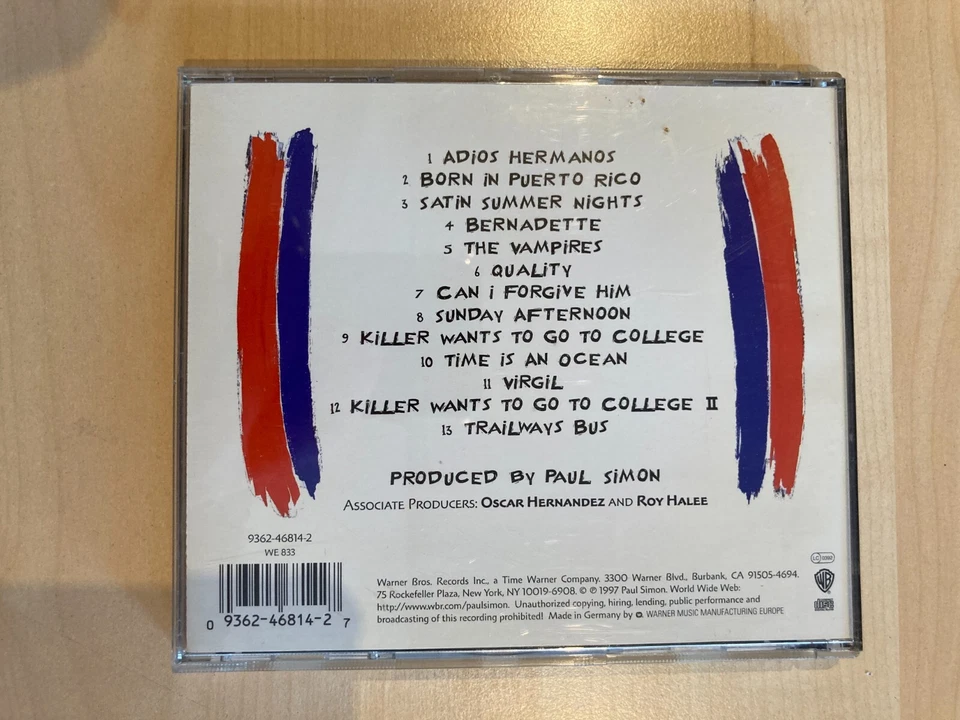 1 ADiOS HERMANOS
2 BORN iN PUERTO RiCO
3 SATiN SUMMER NiGHTS
4 BERNADETTE
5 THE VAMPiRES
6 QUALiTY
7 CAN i FORGiVE HiM
8 SUNDAY AFTERNOON
9 KiLLER WANTS TO GO TO COLLEGE
10 TiME iS AN OCEAN
11 ViRGiL
12 KiLLER WANTS TO GO TO COLLEGE II
13 TRAiLWAYS BUS
PRODUCED BY PAUL SiMON
ASSOCIATE PRODUCERS: OSCAR HERNANDEZ AND ROY HALEE
9362-46814-2
WE 833
0 9362-46814-2 7
Warner Bros. Records Inc., a Time Warner Company. 3300 Warner Blvd., Burbank, CA 91505-4694.
75 Rockefeller Plaza, New York, NY 10019-6908. © ℗ 1997 Paul Simon. World Wide Web:
http://www.wbr.com/paulsimon. Unauthorized copying, hiring, lending, public performance and
broadcasting of this recording prohibited! Made in Germany by WARNER MUSIC MANUFACTURING EUROPE
LC 0392
WB